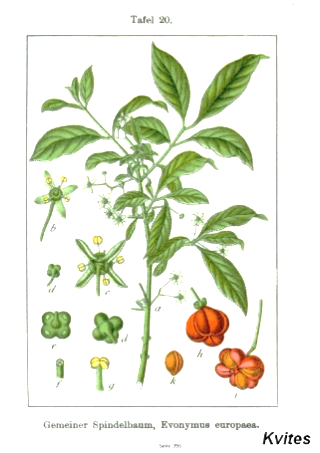 Tafel 20.
b
a
d c
e d
f g k h i
Gemeiner Spindelbaum, Evonymus europaea.
Kvites